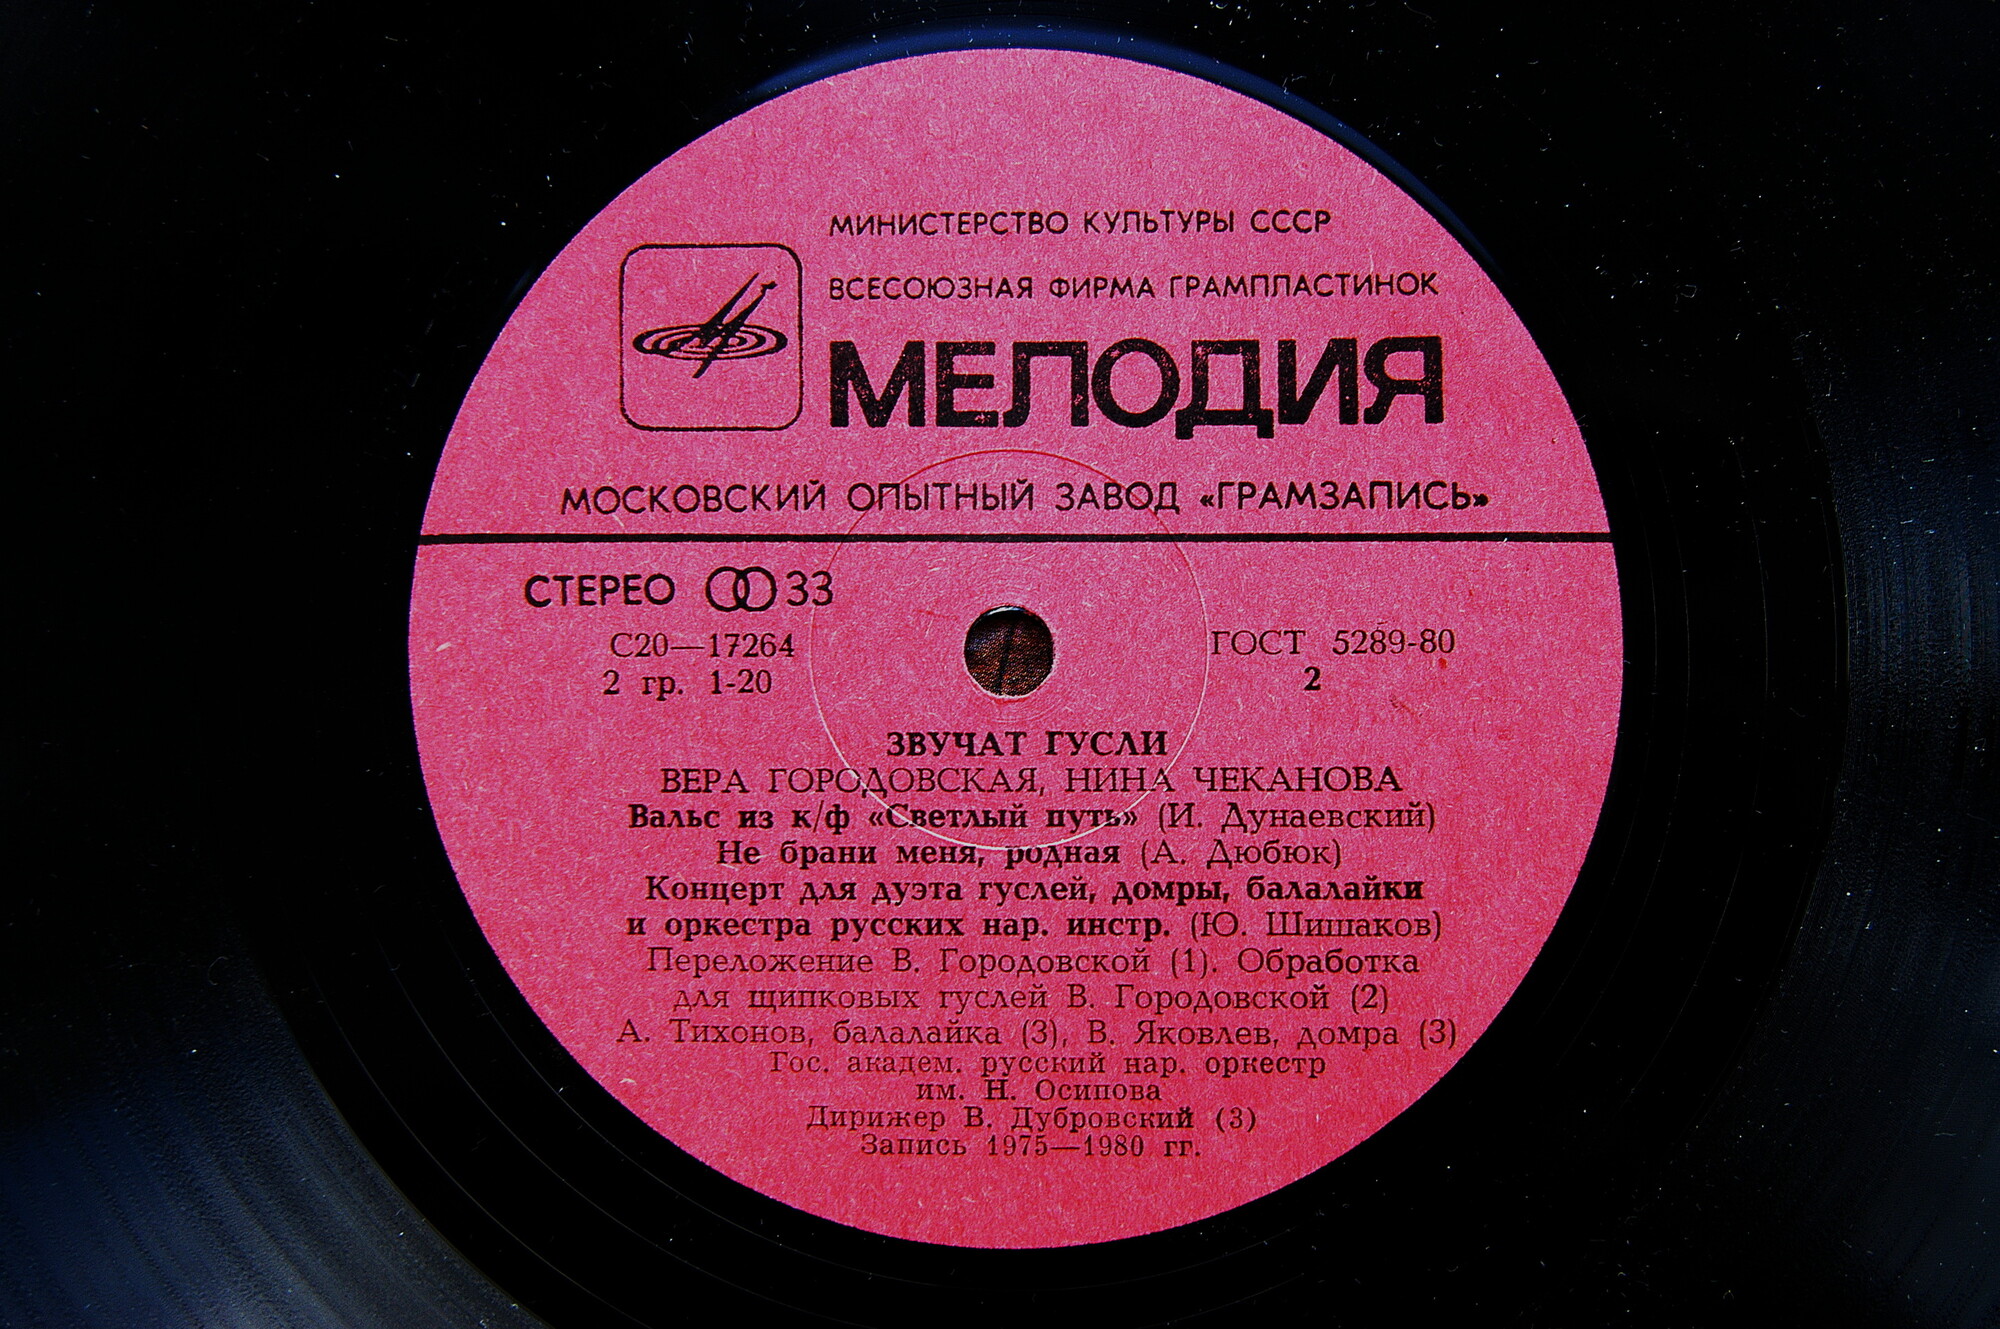 МИНИСТЕРСТВО КУЛЬТУРЫ СССР
ВСЕСОЮЗНАЯ ФИРМА ГРАМПЛАСТИНОК
МЕЛОДИЯ
МОСКОВСКИЙ ОПЫТНЫЙ ЗАВОД «ГРАМЗАПИСЬ»
СТЕРЕО 33
С20—17264
2 гр. 1-20
ГОСТ 5289-80
2
ЗВУЧАТ ГУСЛИ
ВЕРА ГОРОДОВСКАЯ, НИНА ЧЕКАНОВА
Вальс из к/ф «Светлый путь» (И. Дунаевский)
Не брани меня, родная (А. Дюбюк)
Концерт для дуэта гуслей, домры, балалайки
и оркестра русских нар. инстр. (Ю. Шишаков)
Переложение В. Городовской (1). Обработка
для щипковых гуслей В. Городовской (2)
А. Тихонов, балалайка (3), В. Яковлев, домра (3)
Гос. академ. русский нар. оркестр
им. Н. Осипова
Дирижер В. Дубровский (3)
Запись 1975—1980 гг.